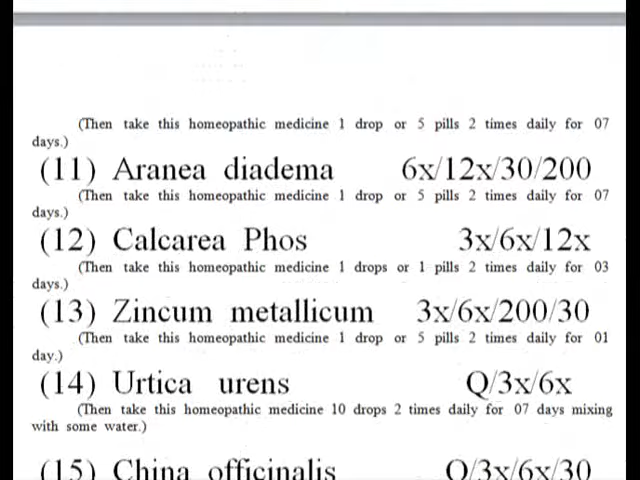 (Then take this homeopathic medicine 1 drop or 5 pills 2 times daily for 07
days.)
(11) Aranea diadema 6x/12x/30/200
(Then take this homeopathic medicine 1 drop or 5 pills 2 times daily for 07
days.)
(12) Calcarea Phos 3x/6x/12x
(Then take this homeopathic medicine 1 drops or 1 pills 2 times daily for 03
days.)
(13) Zincum metallicum 3x/6x/200/30
(Then take this homeopathic medicine 1 drop or 5 pills 2 times daily for 01
day.)
(14) Urtica urens Q/3x/6x
(Then take this homeopathic medicine 10 drops 2 times daily for 07 days mixing
with some water.)
(15) China officinalis Q/3x/6x/30